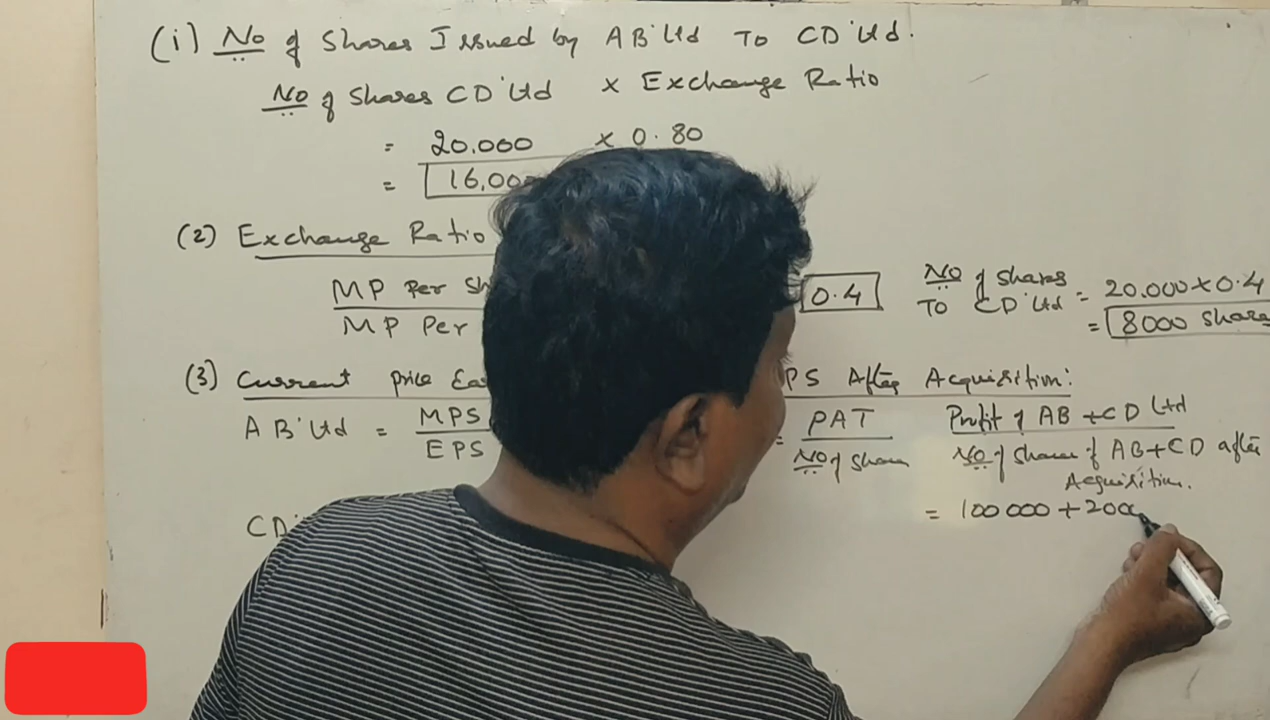 (i) No of Shares Issued by AB Ltd To CD Ltd.
No of Shares CD Ltd x Exchange Ratio
= 20,000 x 0.80
= 16,00
(2) Exchange Ratio
MP Per Sh
MP Per
0.4
No of Shares To CD Ltd = 20,000 x 0.4
= 8000 Shares
(3) Current Price Ea
PS After Acquisition:
AB Ltd = MPS
EPS
= PAT
No of Share
Profit of AB + CD Ltd
No of Shares of AB+CD after
Acquisition.
CD
= 100 000 + 200